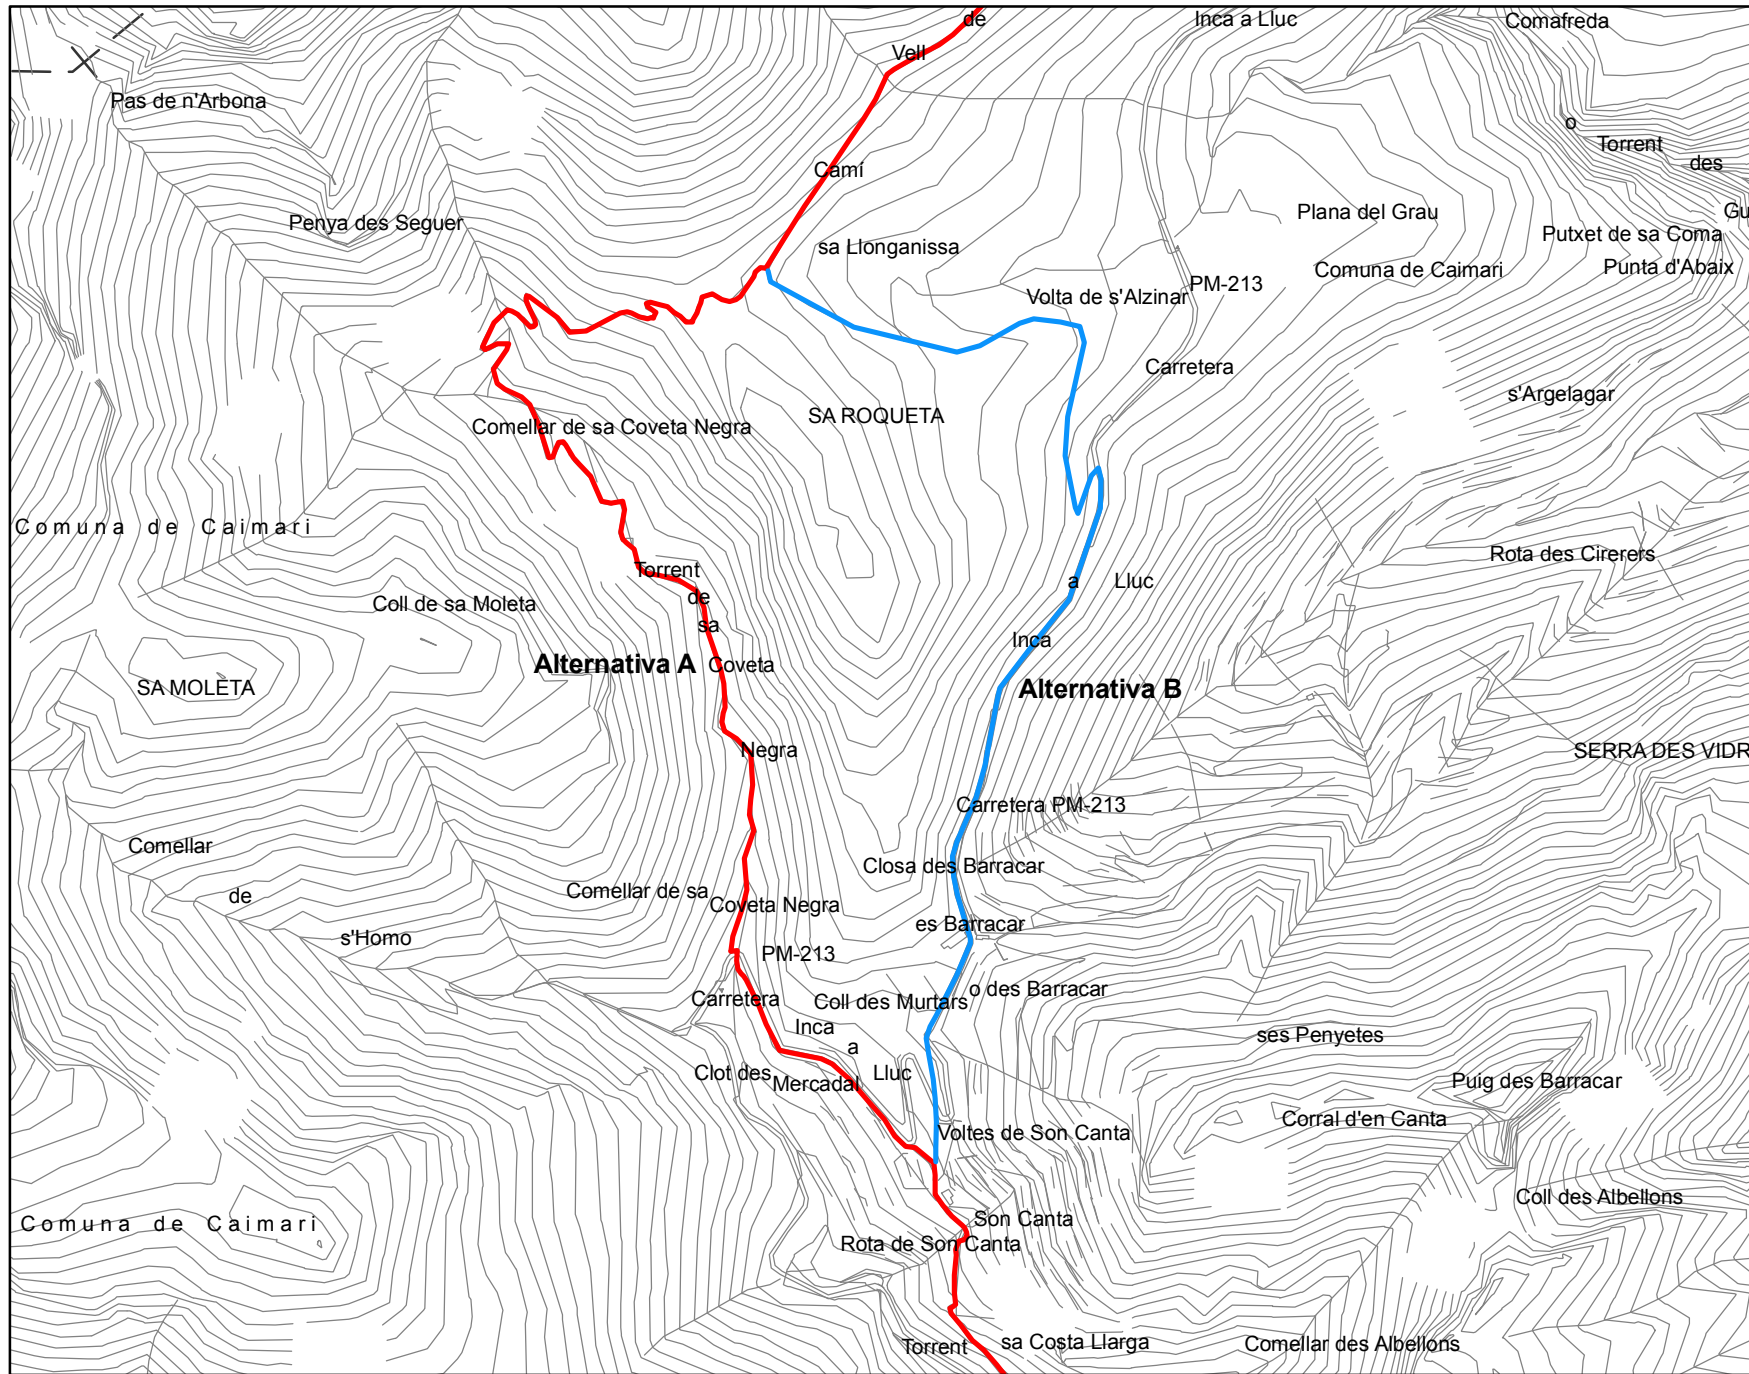 de
Inca a Lluc
Comafreda
Vell
Pas de n'Arbona
o
Torrent
des
Camí
Penya des Seguer
Plana del Grau
Gu
sa Llonganissa
Putxet de sa Coma
Comuna de Caimari
Punta d'Abaix
Volta de s'Alzinar
PM-213
Carretera
s'Argelagar
SA ROQUETA
Comellar de sa Coveta Negra
Comuna de Caimari
Rota des Cirerers
Torrent
de
sa
Coveta
Negra
a
Lluc
Inca
Coll de sa Moleta
Alternativa A
SA MOLETA
Alternativa B
SERRA DES VIDR
Carretera PM-213
Comellar
de
s'Homo
Closa des Barracar
Comellar de sa
Coveta Negra
es Barracar
PM-213
o des Barracar
Carretera
Coll des Murtars
Inca
a
Lluc
ses Penyetes
Clot des
Mercadal
Puig des Barracar
Corral d'en Canta
Voltes de Son Canta
Coll des Albellons
Comuna de Caimari
Son Canta
Rota de Son Canta
Torrent
sa Costa Llarga
Comellar des Albellons